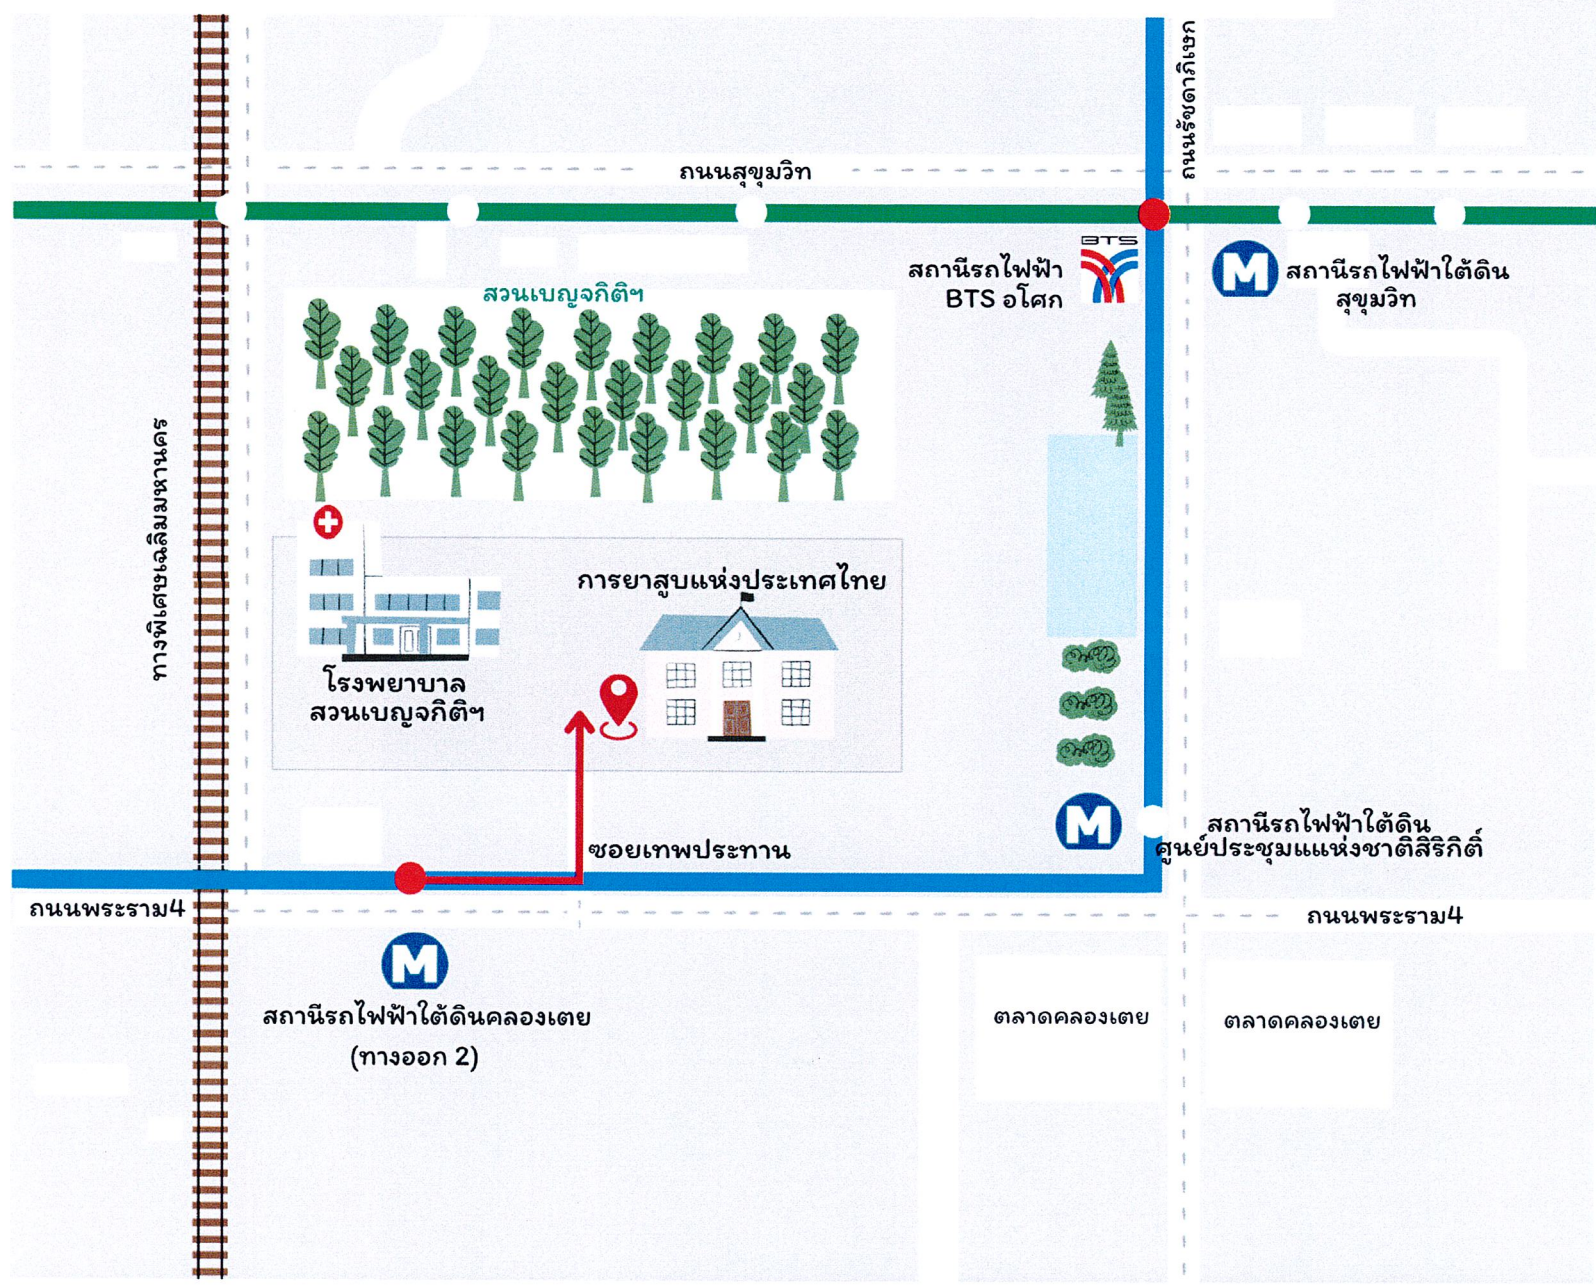 ถนนรัชดาภิเษก
ถนนสุขุมวิท
BTS
สถานีรถไฟฟ้า
BTS อโศก
M
สถานีรถไฟฟ้าใต้ดิน
สุขุมวิท
สวนเบญจกิติฯ
ทางพิเศษเฉลิมมหานคร
การยาสูบแห่งประเทศไทย
โรงพยาบาล
สวนเบญจกิติฯ
M
สถานีรถไฟฟ้าใต้ดิน
ศูนย์ประชุมแแห่งชาติสิริกิติ์
ซอยเทพประทาน
ถนนพระราม4
ถนนพระราม4
M
สถานีรถไฟฟ้าใต้ดินคลองเตย
(ทางออก 2)
ตลาดคลองเตย
ตลาดคลองเตย